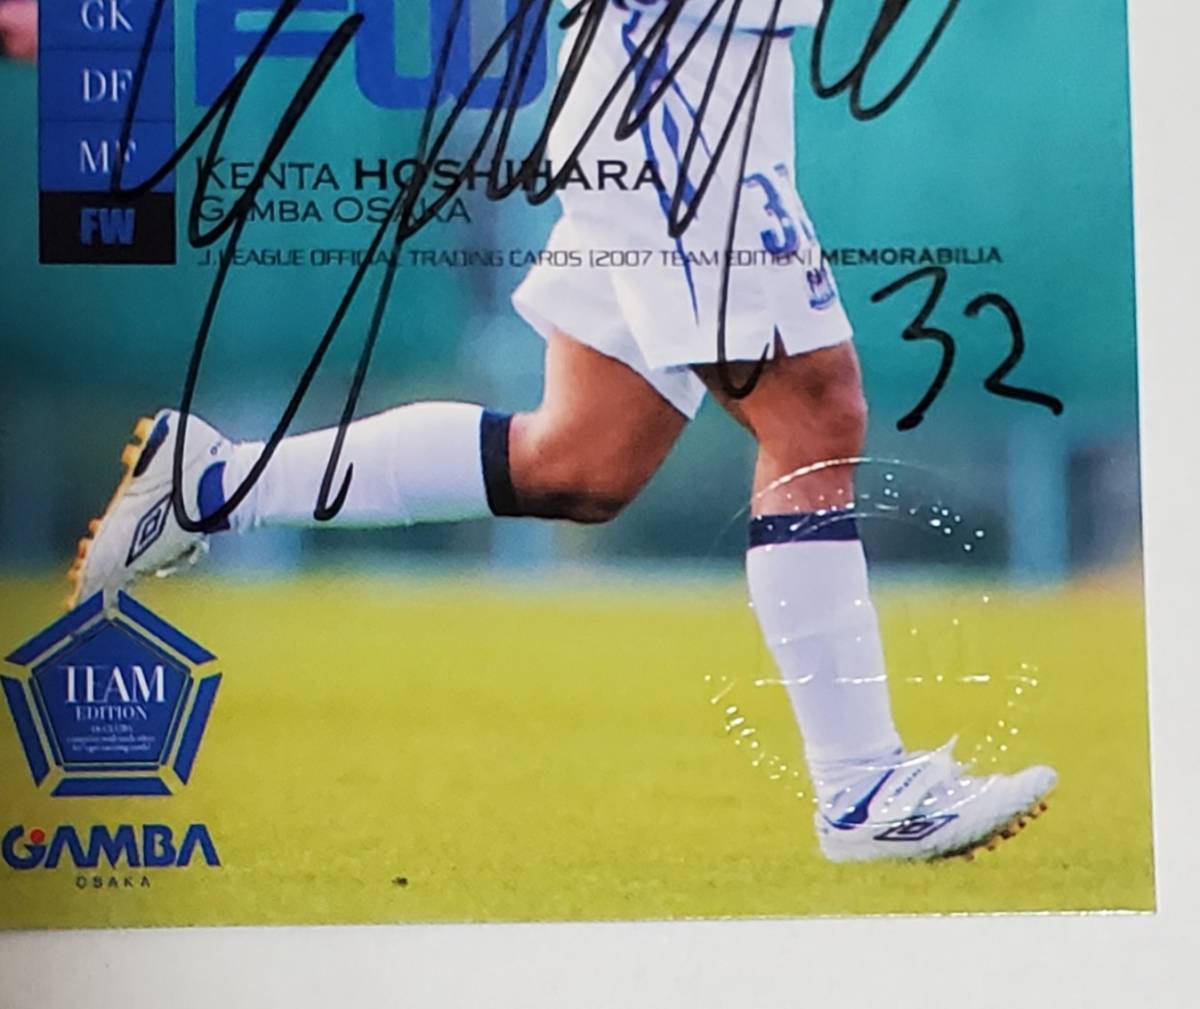 GK
DF
MF
FW
FW
KENTA HOSHIHARA
GAMBA OSAKA
J.LEAGUE OFFICIAL TRADING CARDS [2007 TEAM EDITION] MEMORABILIA
32
TEAM
EDITION
GAMBA
OSAKA